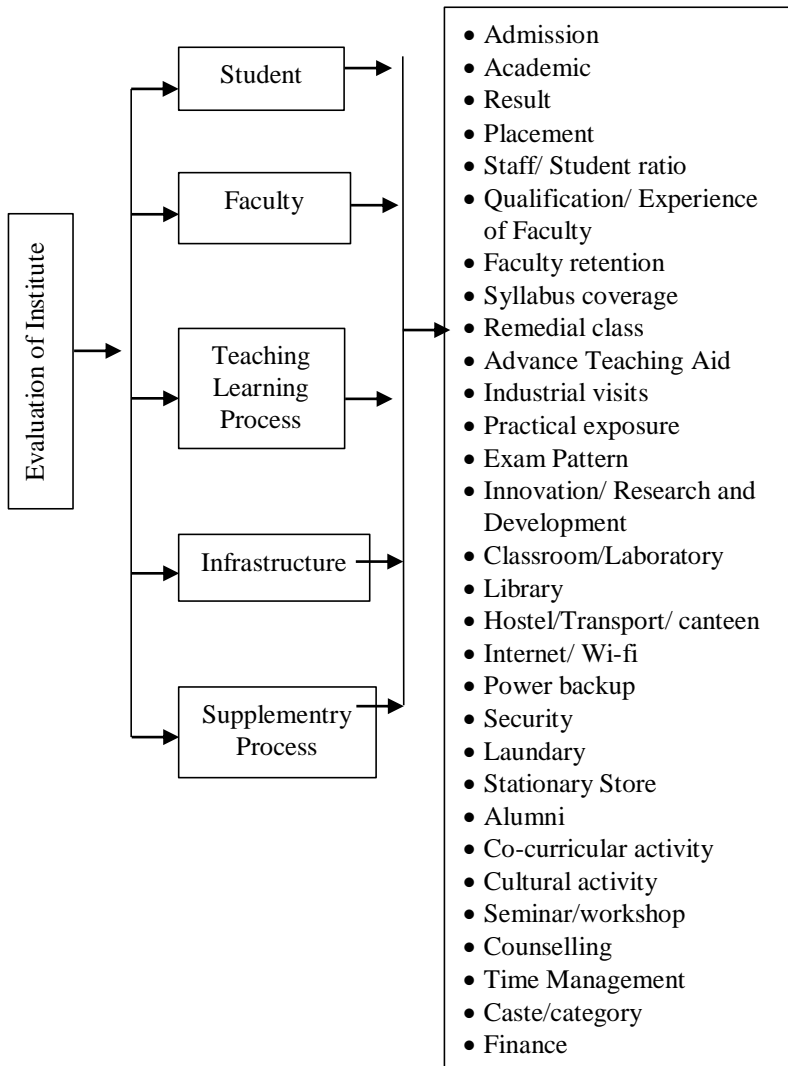 Evaluation of Institute
Student
Faculty
Teaching
Learning
Process
Infrastructure
Supplementry
Process
• Admission
• Academic
• Result
• Placement
• Staff/ Student ratio
• Qualification/ Experience
of Faculty
• Faculty retention
• Syllabus coverage
• Remedial class
• Advance Teaching Aid
• Industrial visits
• Practical exposure
• Exam Pattern
• Innovation/ Research and
Development
• Classroom/Laboratory
• Library
• Hostel/Transport/ canteen
• Internet/ Wi-fi
• Power backup
• Security
• Laundary
• Stationary Store
• Alumni
• Co-curricular activity
• Cultural activity
• Seminar/workshop
• Counselling
• Time Management
• Caste/category
• Finance